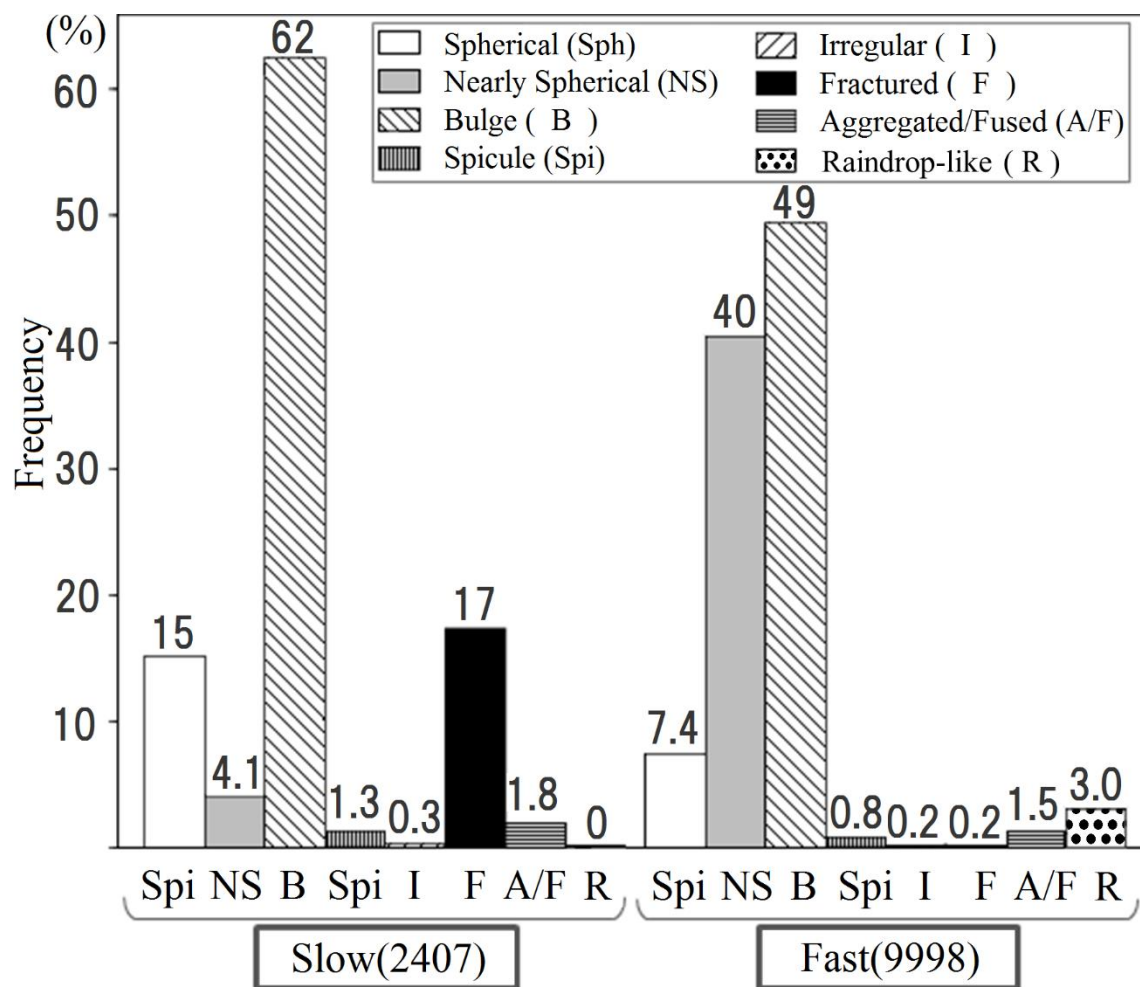 (%)
62
Spherical (Sph)
Nearly Spherical (NS)
Bulge ( B )
Spicule (Spi)
Irregular ( I )
Fractured ( F )
Aggregated/Fused (A/F)
Raindrop-like ( R )
Frequency
60
50
40
30
20
10
15
4.1
1.3
0.3
17
1.8
0
7.4
40
49
0.8
0.2
0.2
1.5
3.0
Spi NS B Spi I F A/F R
Spi NS B Spi I F A/F R
Slow(2407)
Fast(9998)